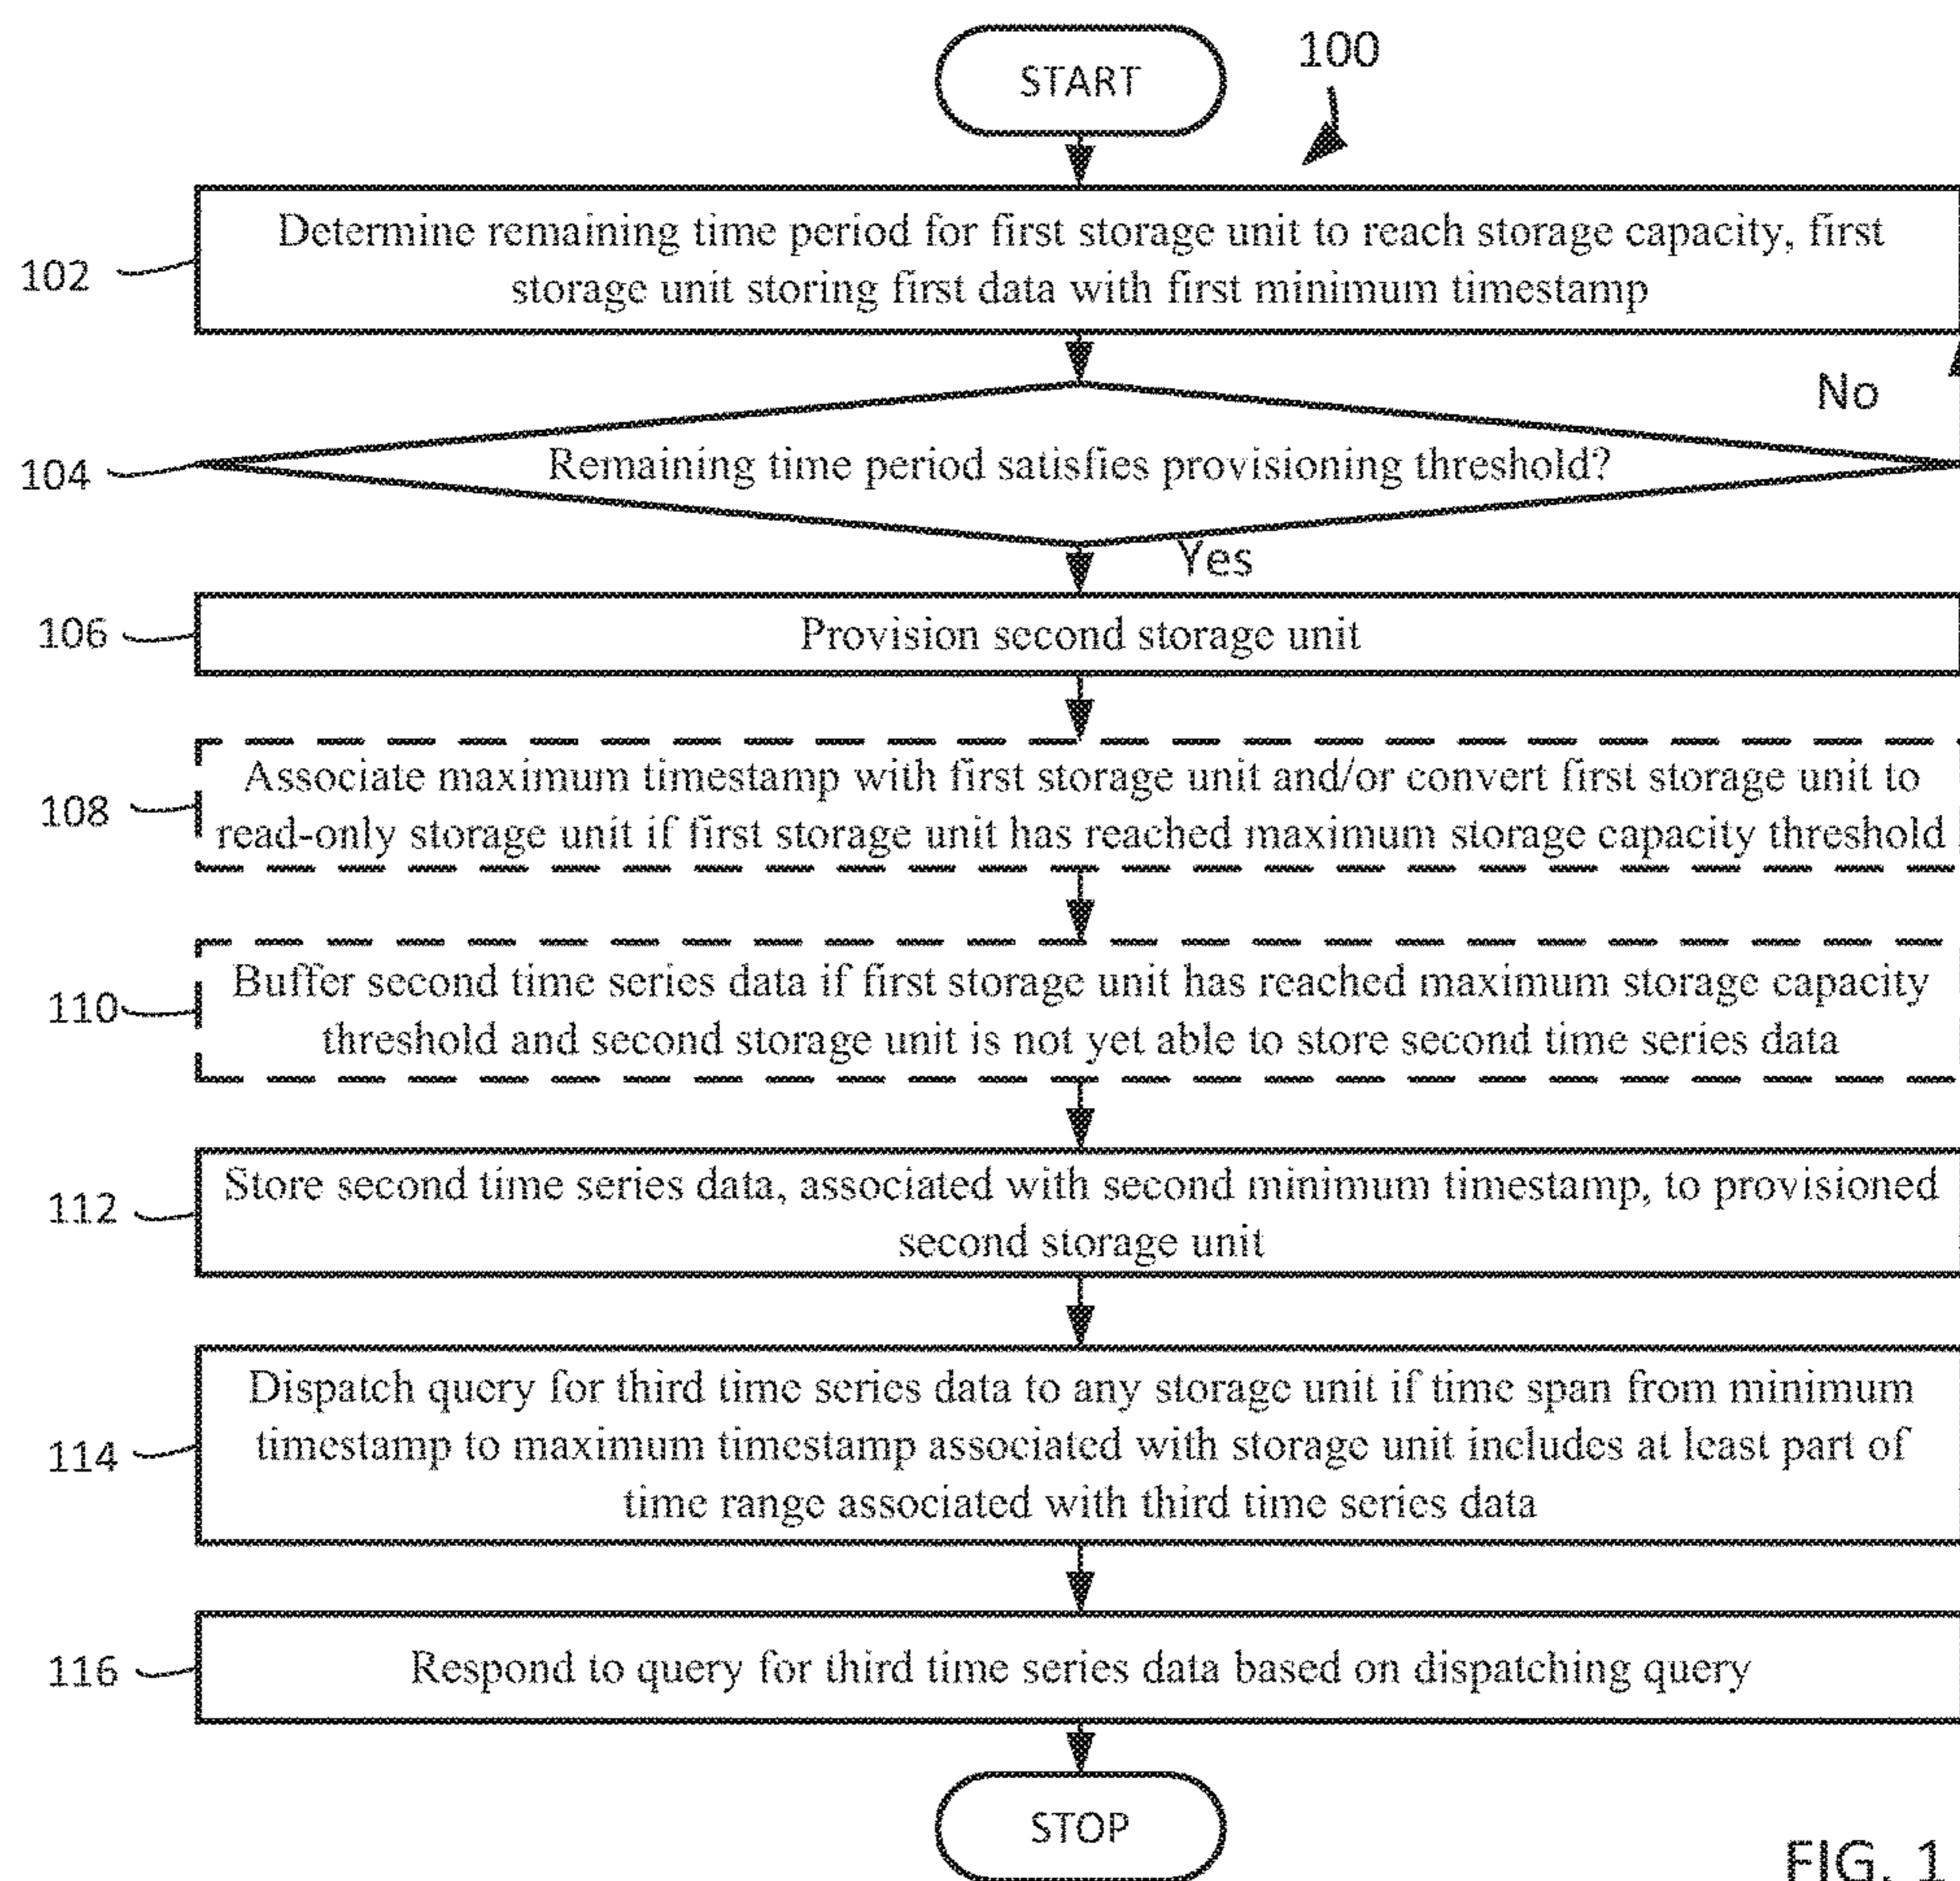 START
100
102
Determine remaining time period for first storage unit to reach storage capacity, first
storage unit storing first data with first minimum timestamp
No
104
Remaining time period satisfies provisioning threshold?
Yes
106
Provision second storage unit
108
Associate maximum timestamp with first storage unit and/or convert first storage unit to
read-only storage unit if first storage unit has reached maximum storage capacity threshold
110
Buffer second time series data if first storage unit has reached maximum storage capacity
threshold and second storage unit is not yet able to store second time series data
112
Store second time series data, associated with second minimum timestamp, to provisioned
second storage unit
114
Dispatch query for third time series data to any storage unit if time span from minimum
timestamp to maximum timestamp associated with storage unit includes at least part of
time range associated with third time series data
116
Respond to query for third time series data based on dispatching query
STOP
FIG. 1